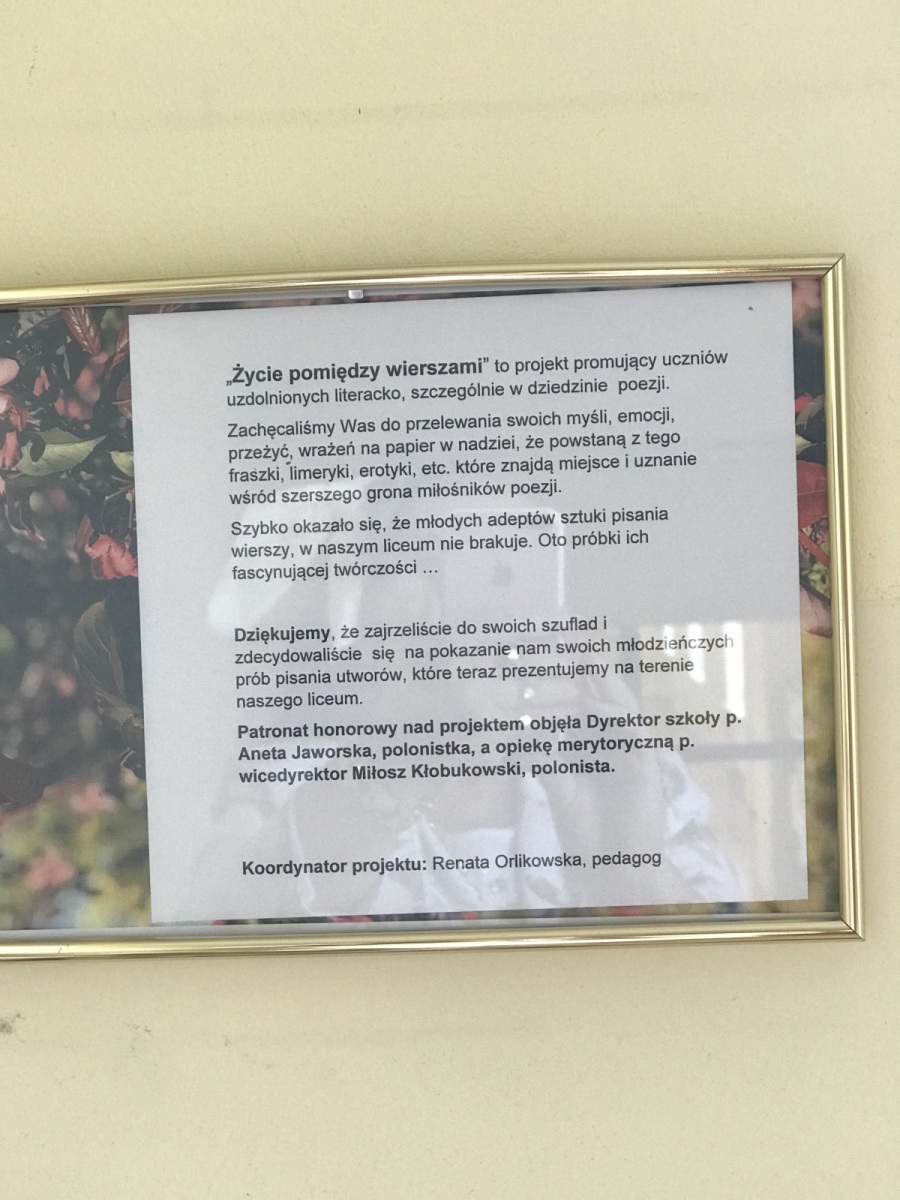 „Życie pomiędzy wierszami” to projekt promujący uczniów
uzdolnionych literacko, szczególnie w dziedzinie poezji.
Zachęcaliśmy Was do przelewania swoich myśli, emocji,
przeżyć, wrażeń na papier w nadziei, że powstaną z tego
fraszki, limeryki, erotyki, etc. które znajdą miejsce i uznanie
wśród szerszego grona miłośników poezji.
Szybko okazało się, że młodych adeptów sztuki pisania
wierszy, w naszym liceum nie brakuje. Oto próbki ich
fascynującej twórczości ...
Dziękujemy, że zajrzeliście do swoich szuflad i
zdecydowaliście się na pokazanie nam swoich młodzieńczych
prób pisania utworów, które teraz prezentujemy na terenie
naszego liceum.
Patronat honorowy nad projektem objęła Dyrektor szkoły p.
Aneta Jaworska, polonistka, a opiekę merytoryczną p.
wicedyrektor Miłosz Kłobukowski, polonista.
Koordynator projektu: Renata Orlikowska, pedagog